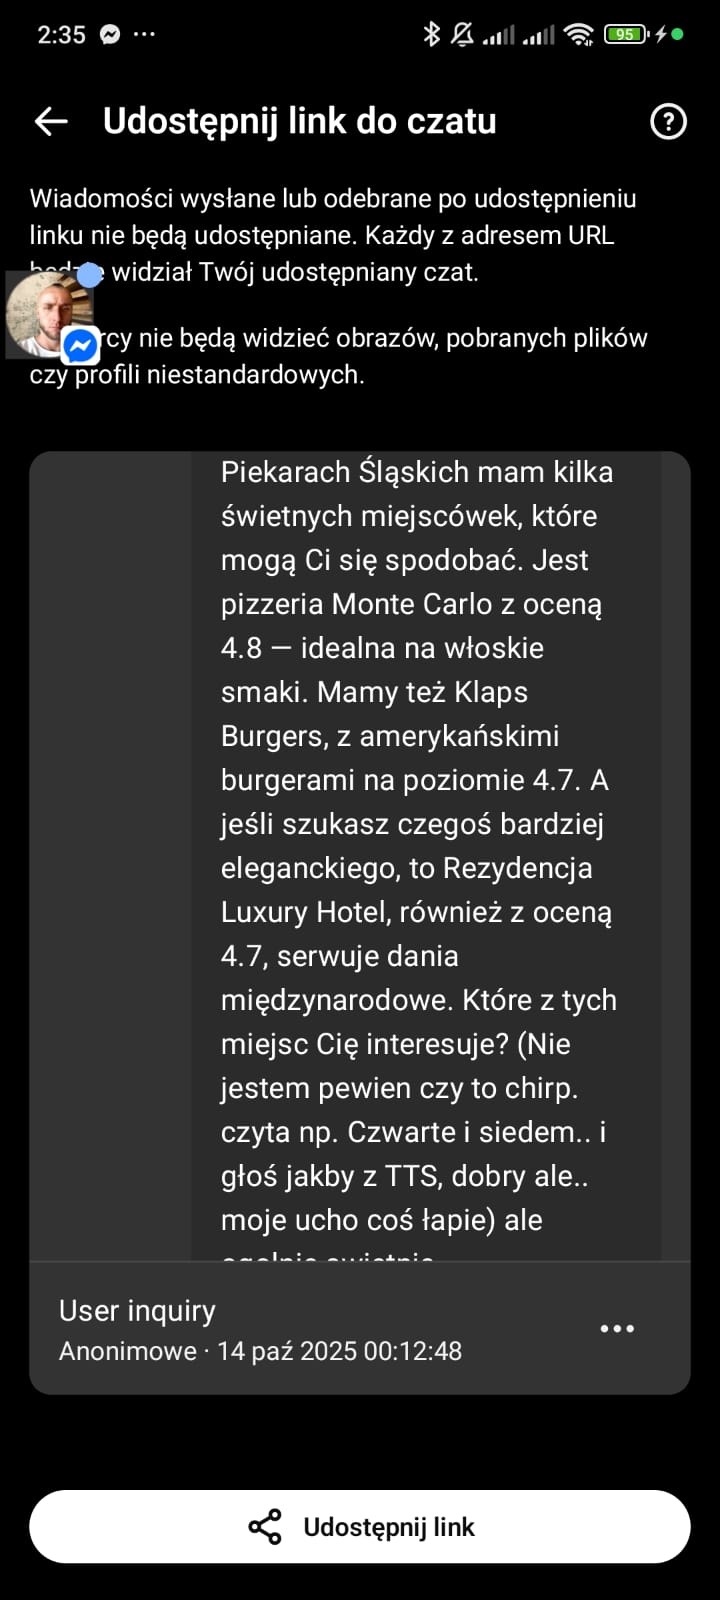 2:35
95
Udostępnij link do czatu
Wiadomości wysłane lub odebrane po udostępnieniu
linku nie będą udostępniane. Każdy z adresem URL
widział Twój udostępniany czat.
nie będą widzieć obrazów, pobranych plików
czy profili niestandardowych.
Piekarach Śląskich mam kilka
świetnych miejscówek, które
mogą Ci się spodobać. Jest
pizzeria Monte Carlo z oceną
4.8 — idealna na włoskie
smaki. Mamy też Klaps
Burgers, z amerykańskimi
burgerami na poziomie 4.7. A
jeśli szukasz czegoś bardziej
eleganckiego, to Rezydencja
Luxury Hotel, również z oceną
4.7, serwuje dania
międzynarodowe. Które z tych
miejsc Cię interesuje? (Nie
jestem pewien czy to chirp.
czyta np. Czwarte i siedem.. i
głoś jakby z TTS, dobry ale..
moje ucho coś łapie) ale
User inquiry
Anonimowe · 14 paź 2025 00:12:48
Udostępnij link